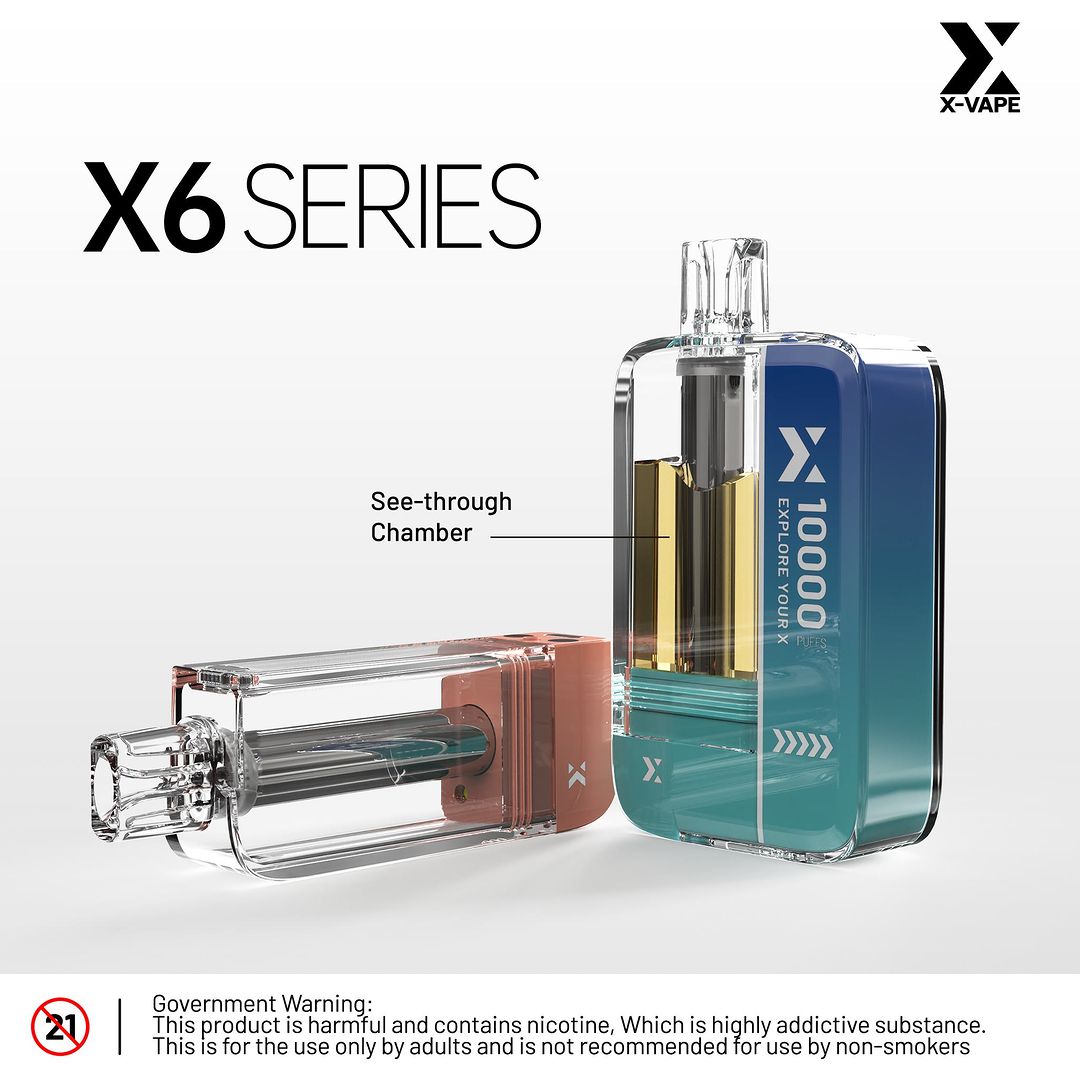 X-VAPE
X6 SERIES
See-through
Chamber
10000
PUFFS
EXPLORE YOUR X
21
Government Warning:
This product is harmful and contains nicotine, Which is highly addictive substance.
This is for the use only by adults and is not recommended for use by non-smokers